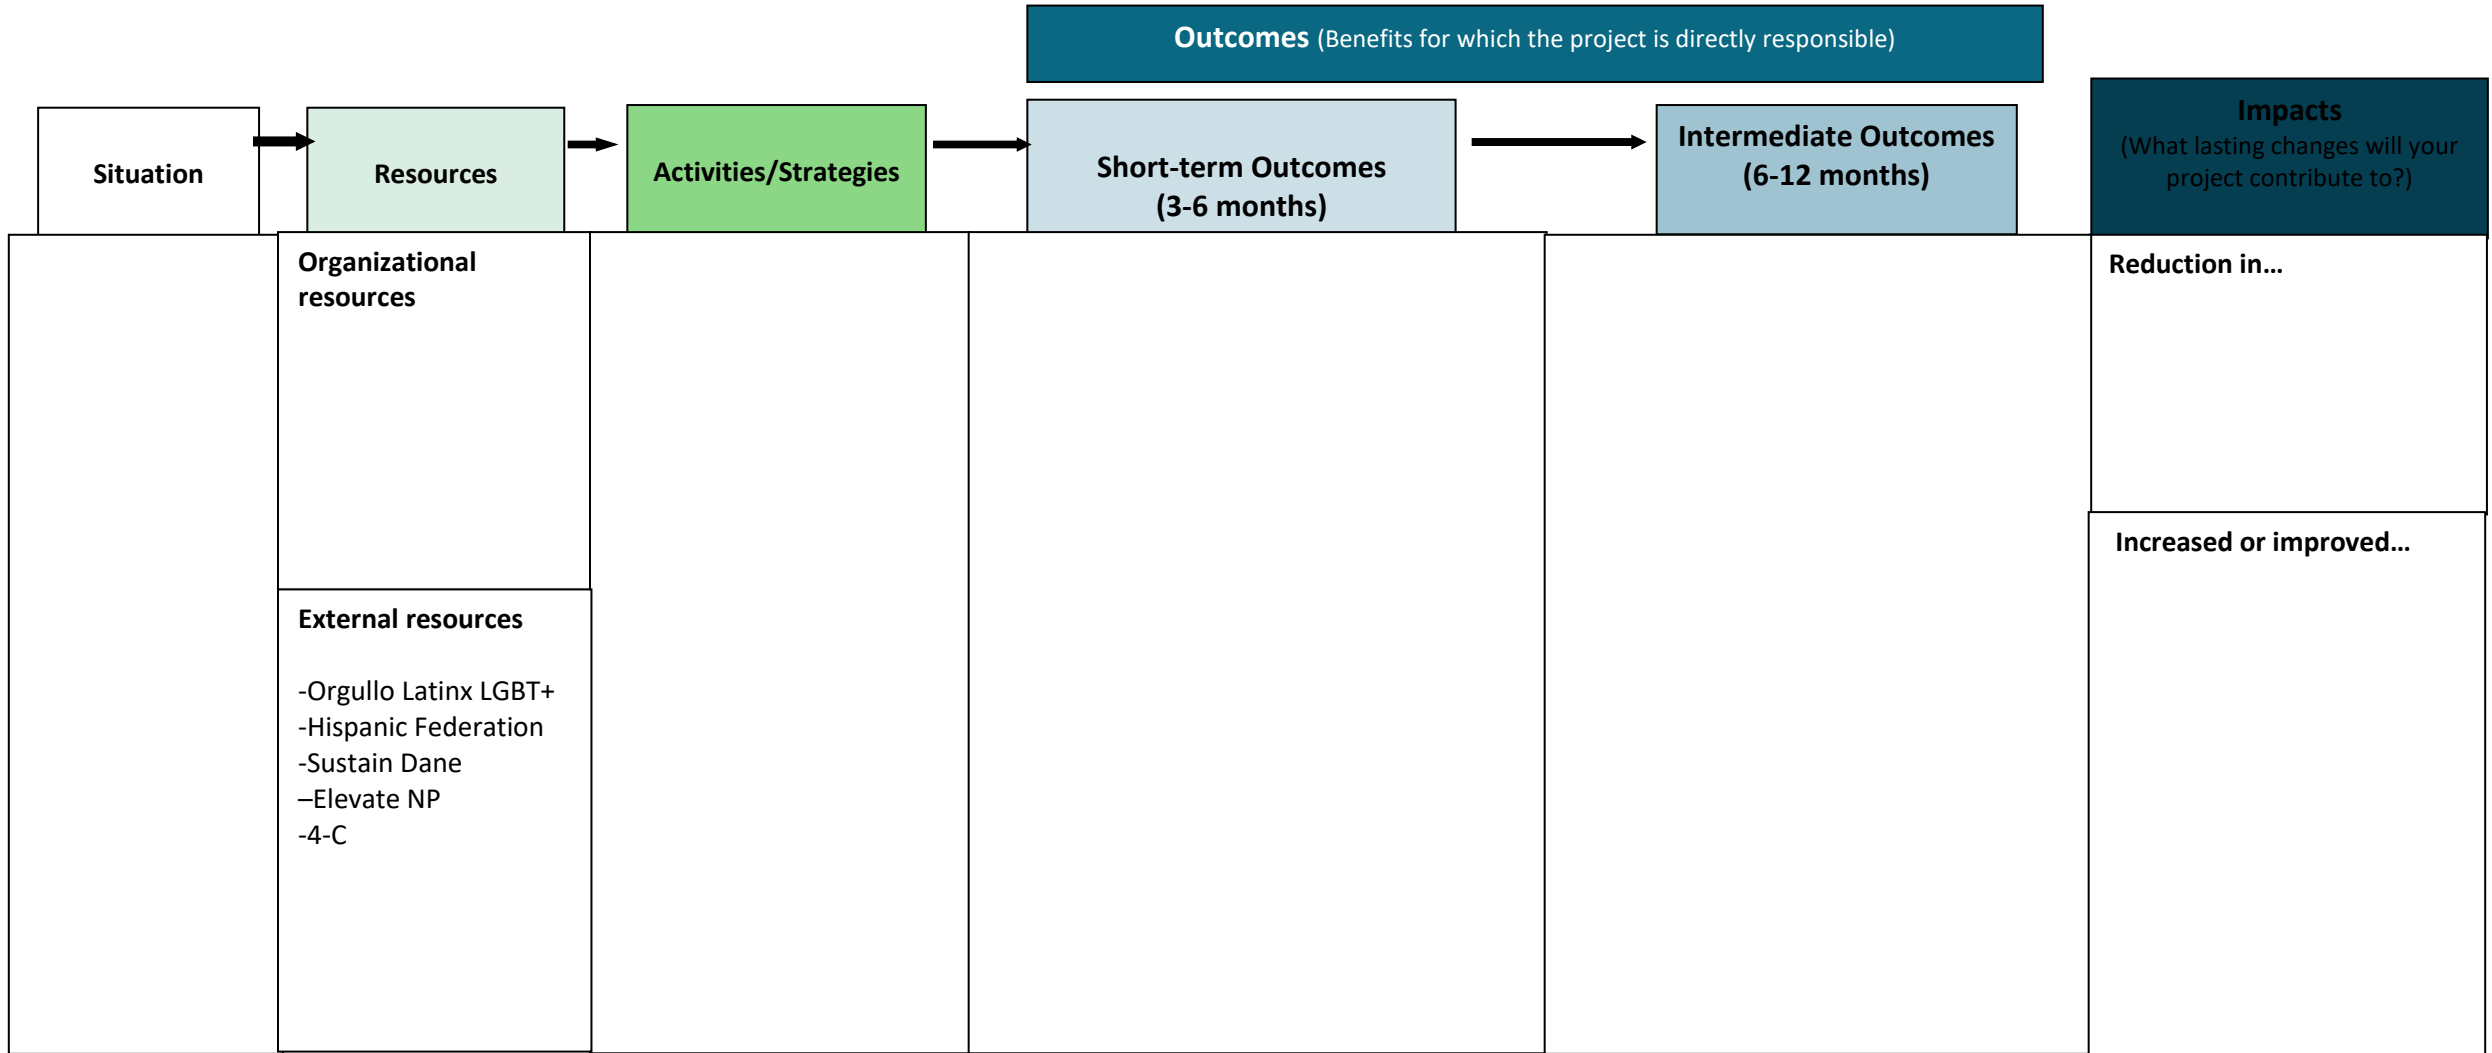 Outcomes (Benefits for which the project is directly responsible)
Situation
Resources
Activities/Strategies
Short-term Outcomes
(3-6 months)
Intermediate Outcomes
(6-12 months)
Impacts
(What lasting changes will your
project contribute to?)
Organizational
resources
External resources
-Orgullo Latinx LGBT+
-Hispanic Federation
-Sustain Dane
–Elevate NP
-4-C
Reduction in…
Increased or improved…